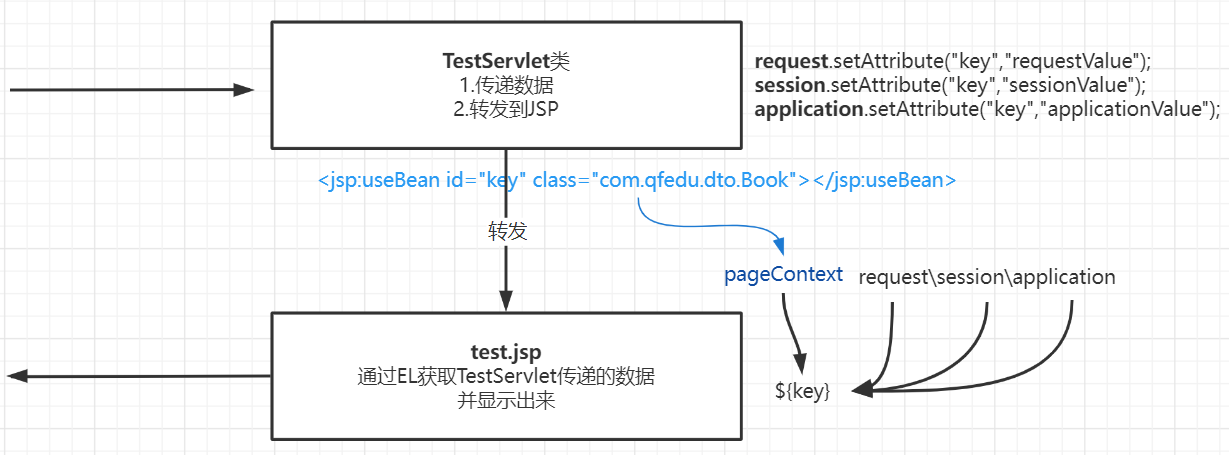 TestServlet类
1.传递数据
2.转发到JSP
request.setAttribute("key","requestValue");
session.setAttribute("key","sessionValue");
application.setAttribute("key","applicationValue");
<jsp:useBean id="key" class="com.qfedu.dto.Book"></jsp:useBean>
转发
pageContext
request\session\application
test.jsp
通过EL获取TestServlet传递的数据
并显示出来
${key}